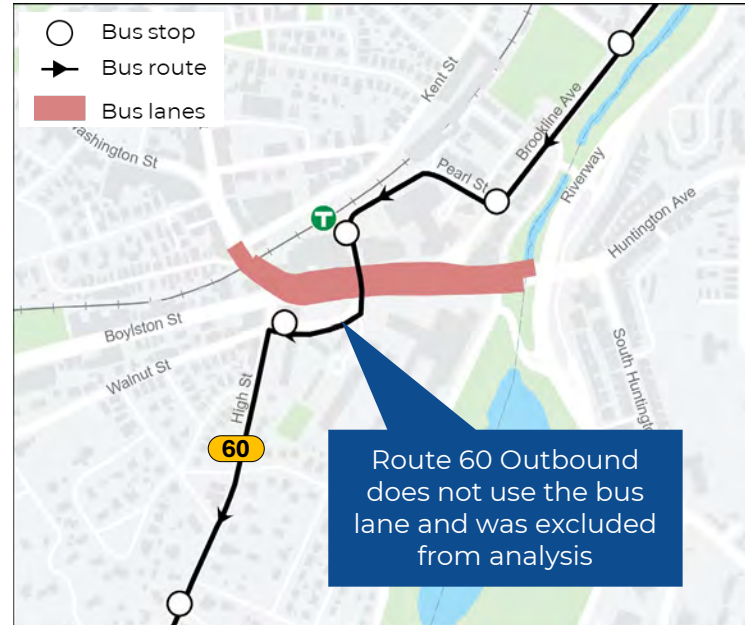 Bus stop
Bus route
Bus lanes
Washington St
Kent St
Brookline Ave
Pearl St
Riverway
Huntington Ave
T
Boylston St
Walnut St
High St
South Huntington
60
Route 60 Outbound
does not use the bus
lane and was excluded
from analysis